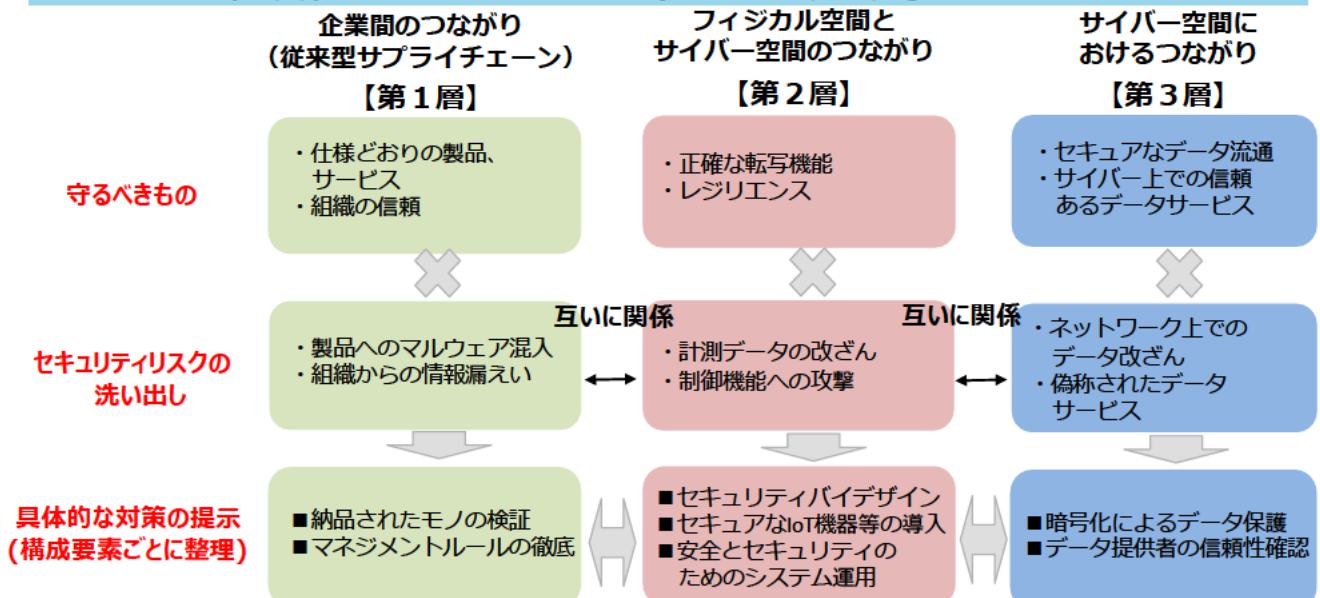 企業間のつながり
(従来型サプライチェーン)
【第１層】
フィジカル空間と
サイバー空間のつながり
【第２層】
サイバー空間に
おけるつながり
【第３層】
守るべきもの
・仕様どおりの製品、
サービス
・組織の信頼
・正確な転写機能
・レジリエンス
・セキュアなデータ流通
・サイバー上での信頼
あるデータサービス
セキュリティリスクの
洗い出し
・製品へのマルウェア混入
・組織からの情報漏えい
互いに関係
・計測データの改ざん
・制御機能への攻撃
互いに関係
・ネットワーク上での
データ改ざん
・偽称されたデータ
サービス
具体的な対策の提示
(構成要素ごとに整理)
■納品されたモノの検証
■マネジメントルールの徹底
■セキュリティバイデザイン
■セキュアなIoT機器等の導入
■安全とセキュリティの
ためのシステム運用
■暗号化によるデータ保護
■データ提供者の信頼性確認